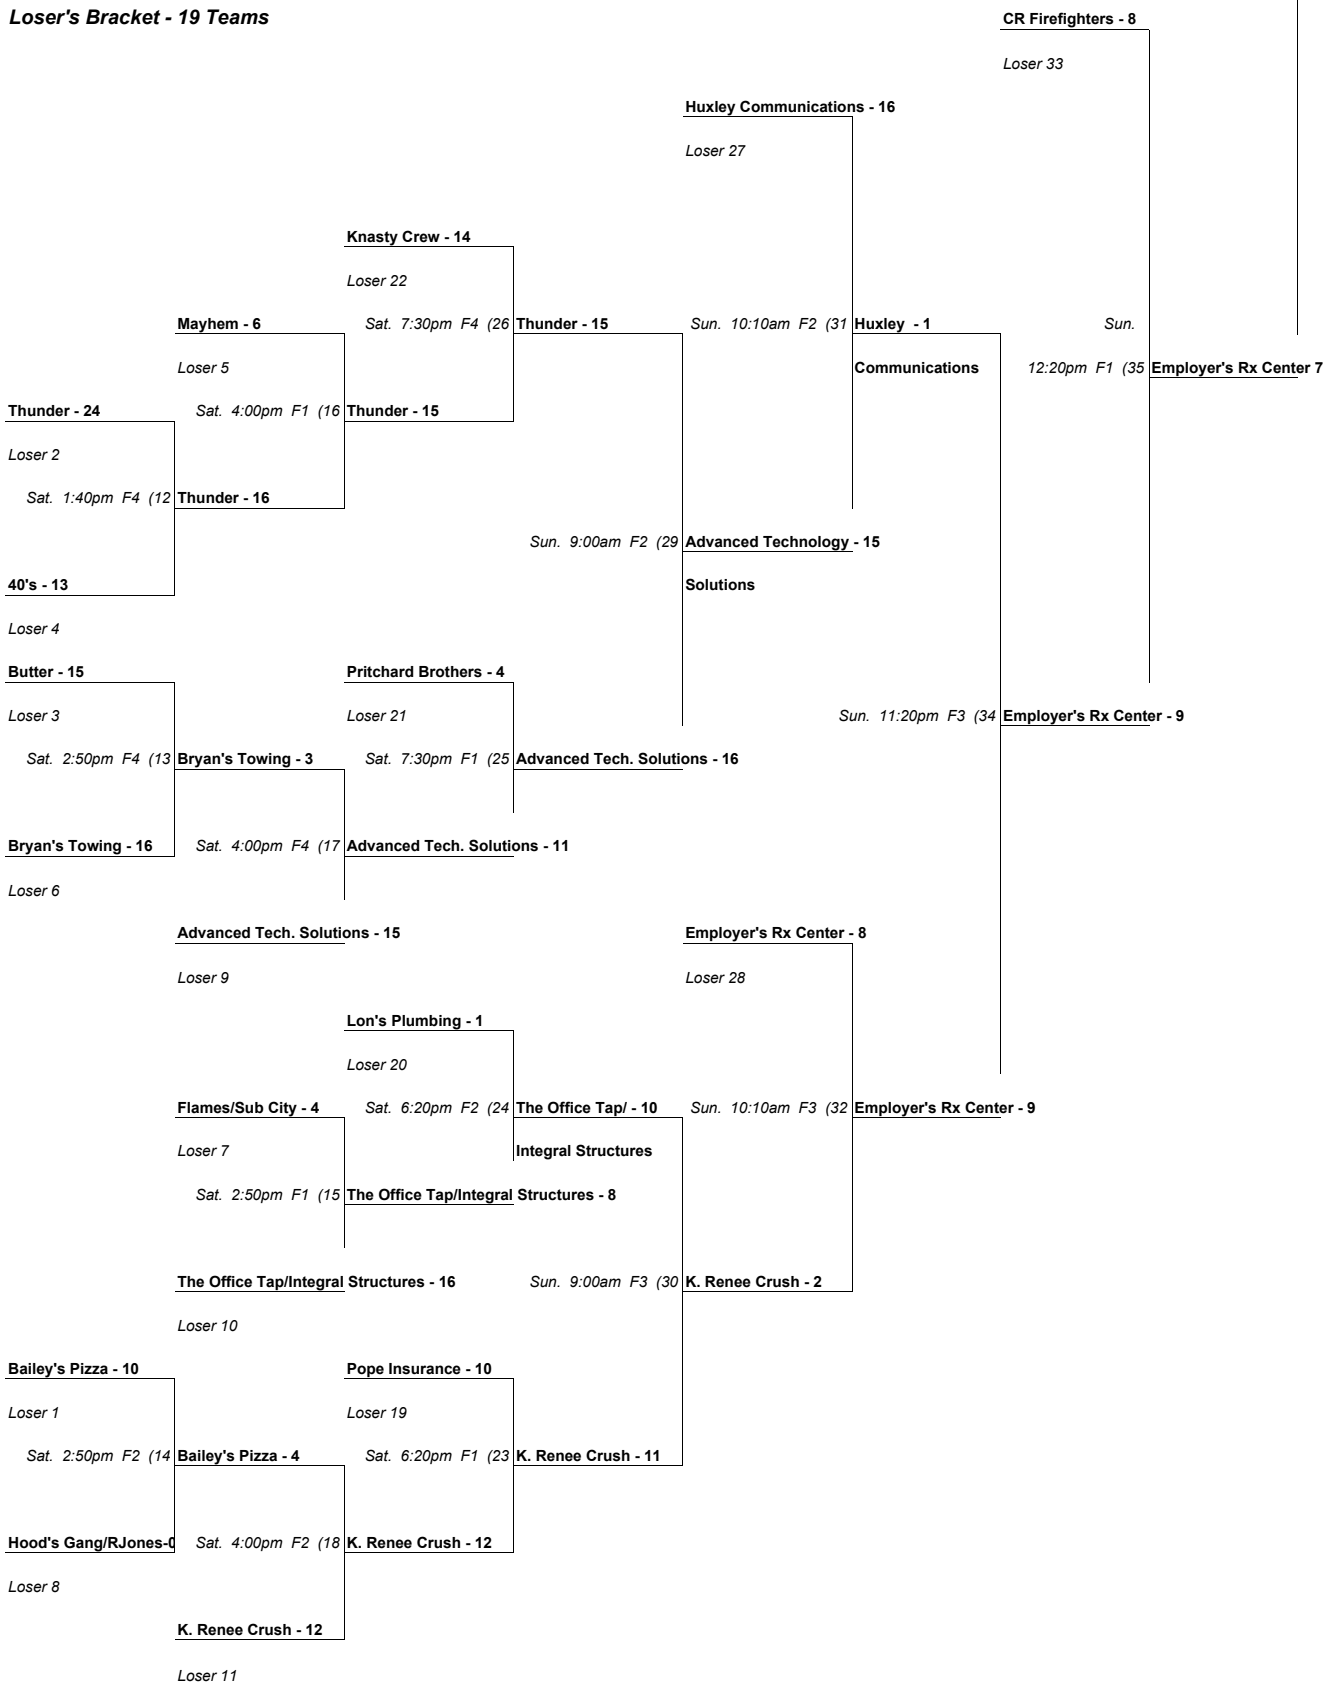 Loser's Bracket - 19 Teams
CR Firefighters - 8
Loser 33
Huxley Communications - 16
Loser 27
Knasty Crew - 14
Loser 22
Mayhem - 6
Sat. 7:30pm F4 (26
Thunder - 15
Sun. 10:10am F2 (31
Huxley - 1
Sun.
Loser 5
Communications
12:20pm F1 (35
Employer's Rx Center 7
Thunder - 24
Sat. 4:00pm F1 (16
Thunder - 15
Loser 2
Sat. 1:40pm F4 (12
Thunder - 16
Sun. 9:00am F2 (29
Advanced Technology - 15
40's - 13
Solutions
Loser 4
Butter - 15
Pritchard Brothers - 4
Loser 3
Loser 21
Sun. 11:20pm F3 (34
Employer's Rx Center - 9
Sat. 2:50pm F4 (13
Bryan's Towing - 3
Sat. 7:30pm F1 (25
Advanced Tech. Solutions - 16
Bryan's Towing - 16
Sat. 4:00pm F4 (17
Advanced Tech. Solutions - 11
Loser 6
Advanced Tech. Solutions - 15
Employer's Rx Center - 8
Loser 9
Loser 28
Lon's Plumbing - 1
Loser 20
Flames/Sub City - 4
Sat. 6:20pm F2 (24
The Office Tap/ - 10
Sun. 10:10am F3 (32
Employer's Rx Center - 9
Loser 7
Integral Structures
Sat. 2:50pm F1 (15
The Office Tap/Integral Structures - 8
The Office Tap/Integral Structures - 16
Sun. 9:00am F3 (30
K. Renee Crush - 2
Loser 10
Bailey's Pizza - 10
Pope Insurance - 10
Loser 1
Loser 19
Sat. 2:50pm F2 (14
Bailey's Pizza - 4
Sat. 6:20pm F1 (23
K. Renee Crush - 11
Hood's Gang/RJones-0
Sat. 4:00pm F2 (18
K. Renee Crush - 12
Loser 8
K. Renee Crush - 12
Loser 11